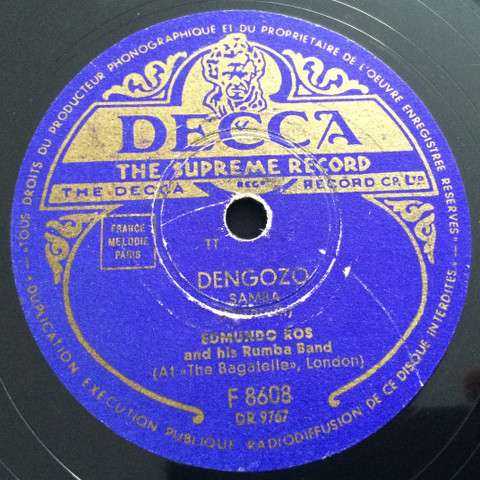 «TOUS DROITS DU PRODUCTEUR PHONOGRAPHIQUE ET DU PROPRIETAIRE DE L'OEUVRE ENREGISTREE RESERVES
DUPLICATION EXECUTION PUBLIQUE RADIODIFFUSION DE CE DISQUE INTERDITES»
DECCA
THE SUPREME RECORD
THE DECCA REGD RECORD CO. LTD
FRANCE
MELODIE
PARIS
TT
DENGOZO
SAMBA
EDMUNDO ROS
and his Rumba Band
(At «The Bagatelle», London)
F 8608
DR 9767